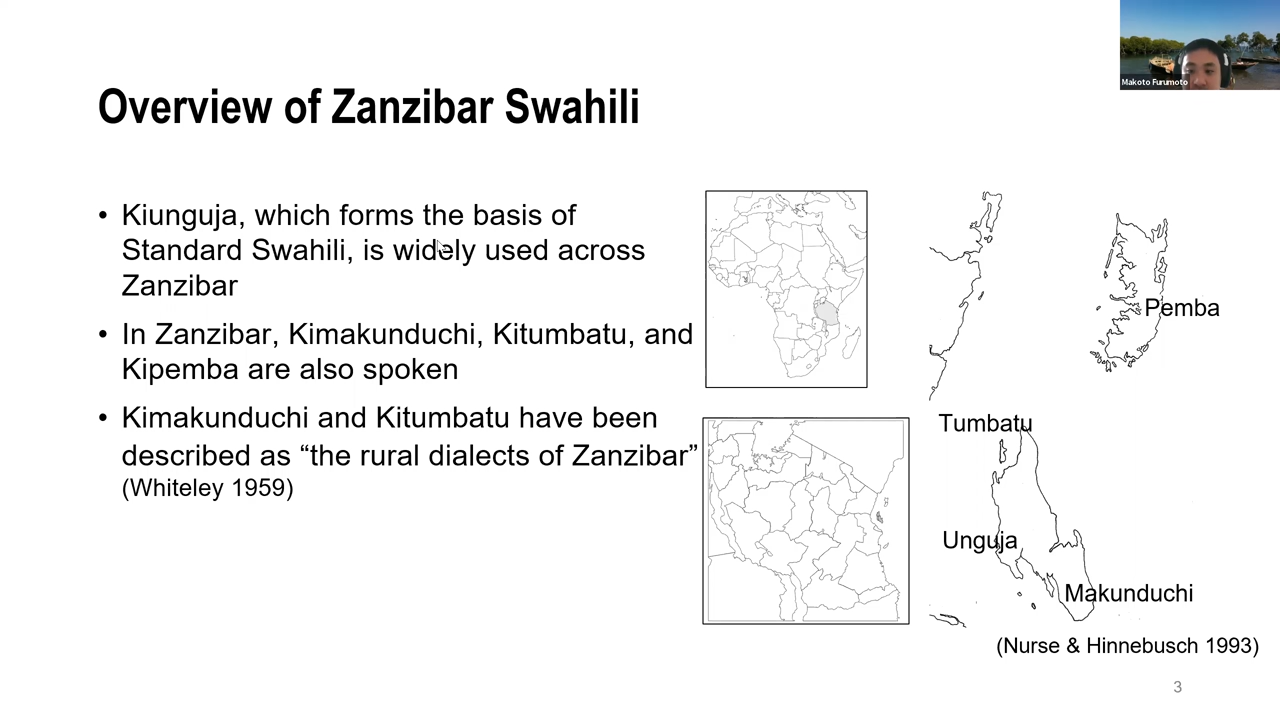 Makoto Furumoto
Overview of Zanzibar Swahili
• Kiunguja, which forms the basis of
Standard Swahili, is widely used across
Zanzibar
• In Zanzibar, Kimakunduchi, Kitumbatu, and
Kipemba are also spoken
• Kimakunduchi and Kitumbatu have been
described as “the rural dialects of Zanzibar”
(Whiteley 1959)
Pemba
Tumbatu
Unguja
Makunduchi
(Nurse & Hinnebusch 1993)
3